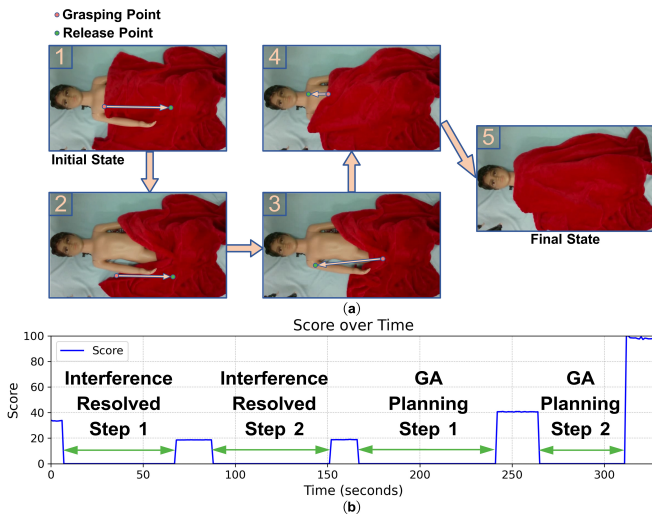 Grasping Point
Release Point
1
4
Initial State
5
2
3
Final State
(a)
Score over Time
100
80
60
40
20
0
Score
Score
Interference
Resolved
Step 1
Interference
Resolved
Step 2
GA
Planning
Step 1
GA
Planning
Step 2
0 50 100 150 200 250 300
Time (seconds)
(b)